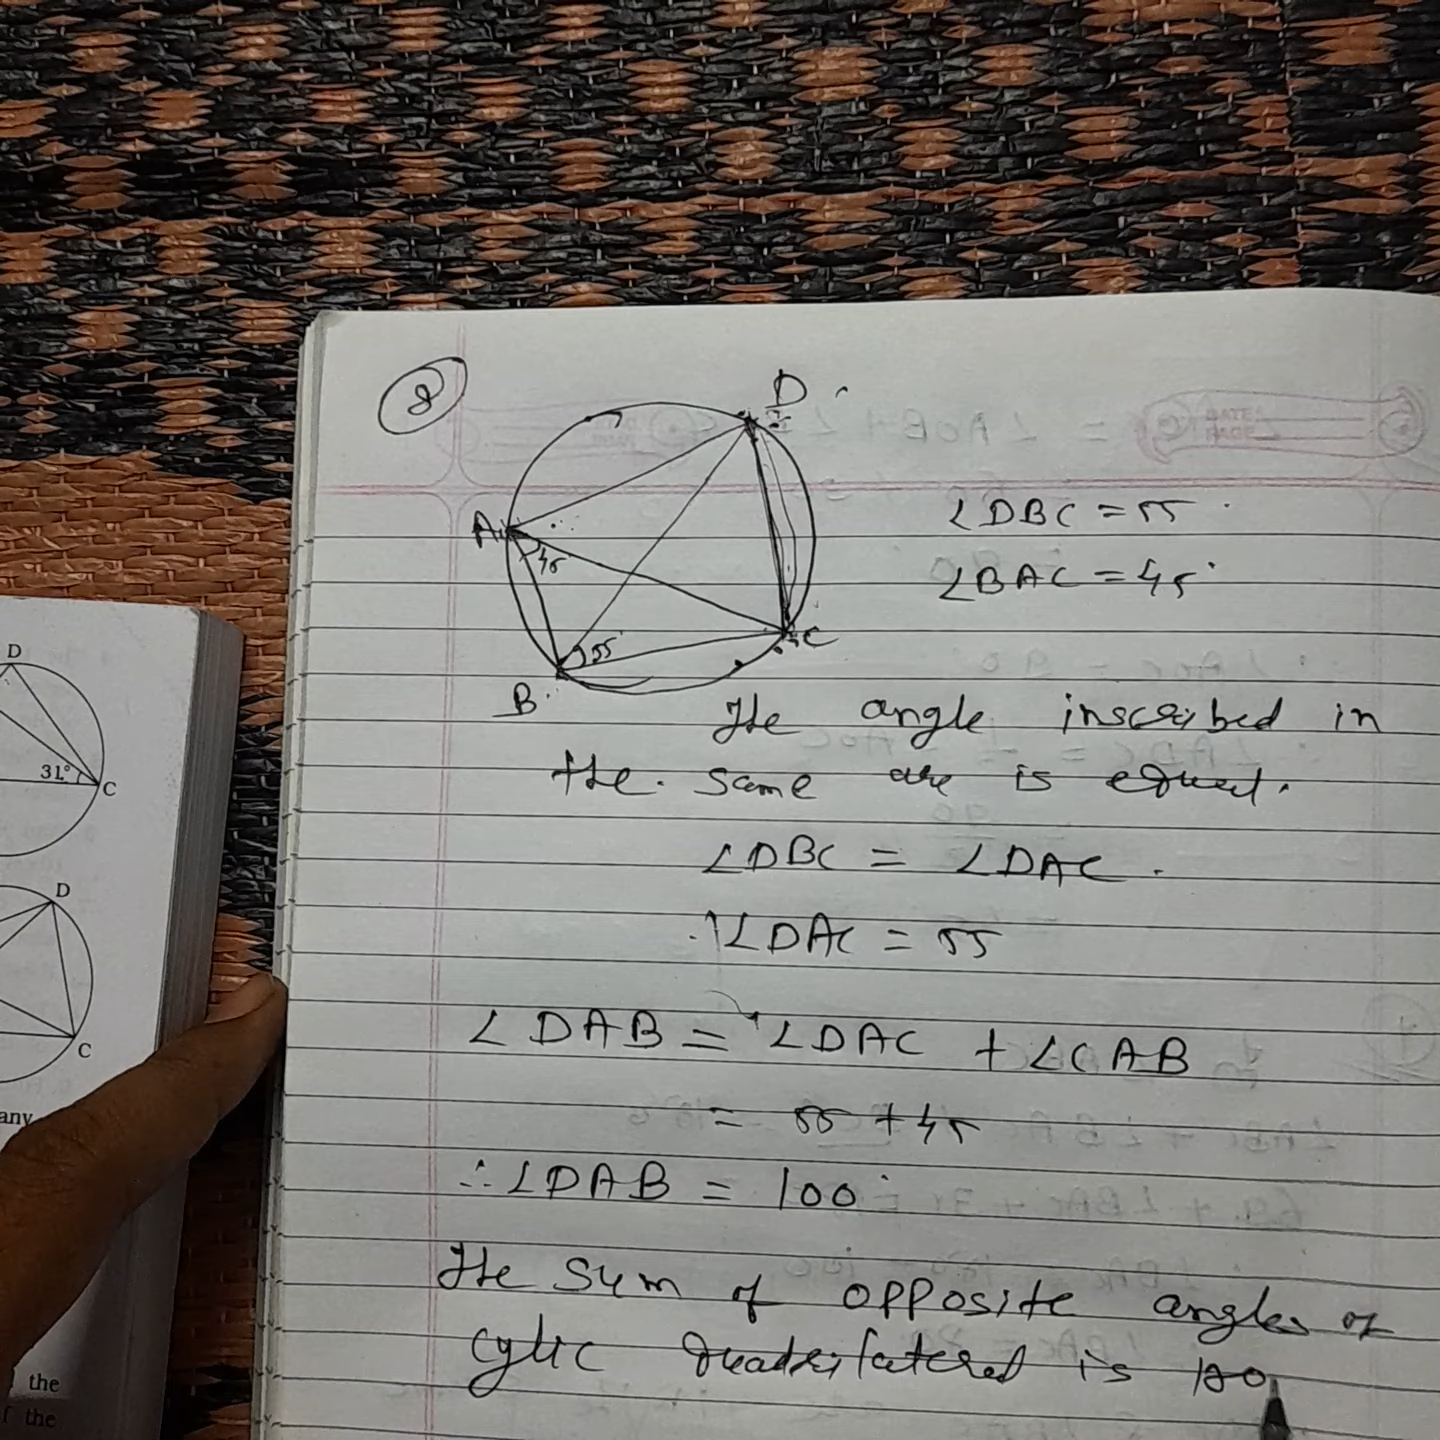 8
D
A
45
55
B
C
∠DBC = 55°
∠BAC = 45°
The angle inscribed in
the same arc is equal.
∠DBC = ∠DAC.
∴ ∠DAC = 55
∠DAB = ∠DAC + ∠CAB
= 55 + 45
∴ ∠DAB = 100°
The sum of opposite angles of
cylic quadrilateral is 180
D
31°
C
D
C
any
the
f the